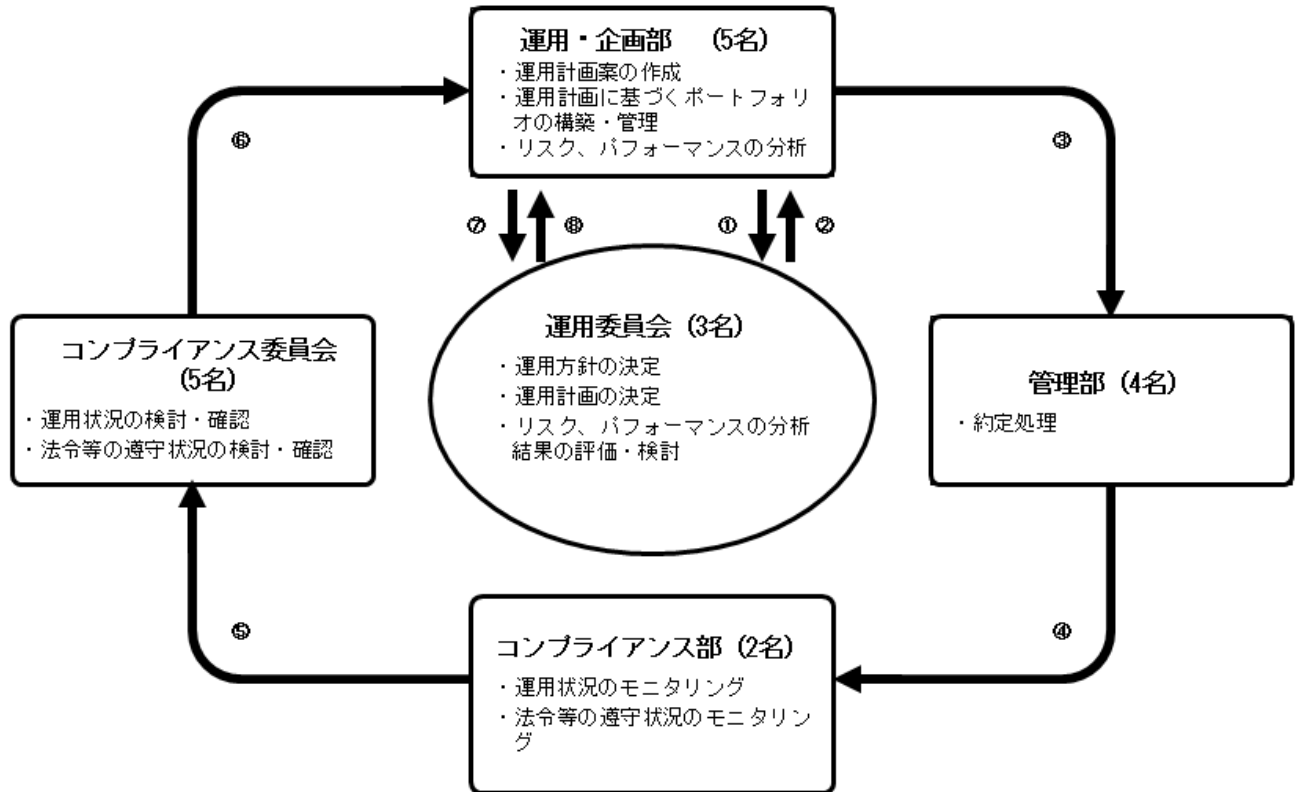 運用・企画部 (5名)
・運用計画案の作成
・運用計画に基づくポートフォリ
オの構築・管理
・リスク、パフォーマンスの分析
⑥
③
⑦
⑧
①
②
運用委員会 (3名)
・運用方針の決定
・運用計画の決定
・リスク、パフォーマンスの分析
結果の評価・検討
コンプライアンス委員会
(5名)
・運用状況の検討・確認
・法令等の遵守状況の検討・確認
管理部 (4名)
・約定処理
⑤
④
コンプライアンス部 (2名)
・運用状況のモニタリング
・法令等の遵守状況のモニタリン
グ